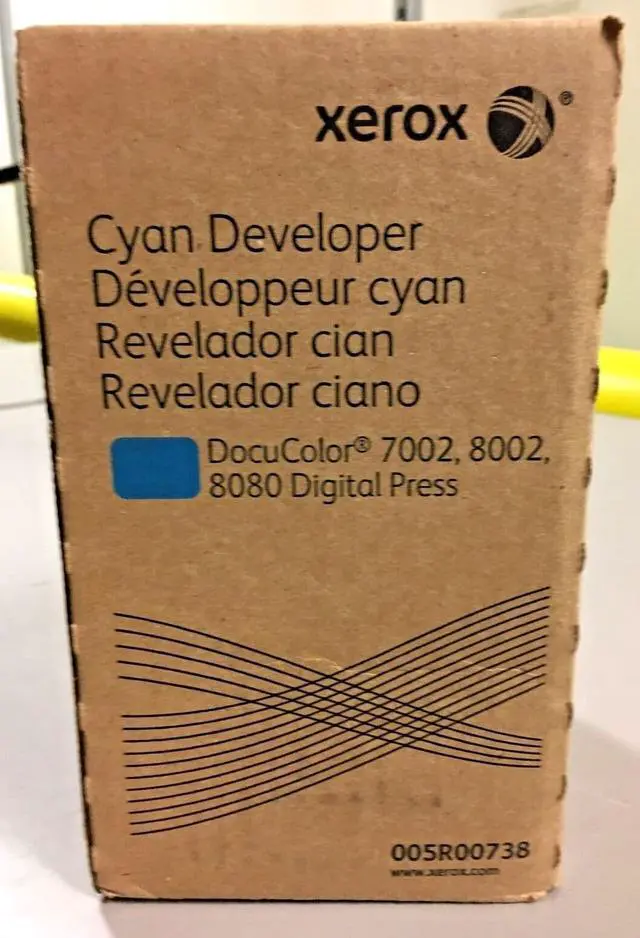 xerox ®
Cyan Developer
Développeur cyan
Revelador cian
Revelador ciano
DocuColor® 7002, 8002,
8080 Digital Press
005R00738
www.xerox.com